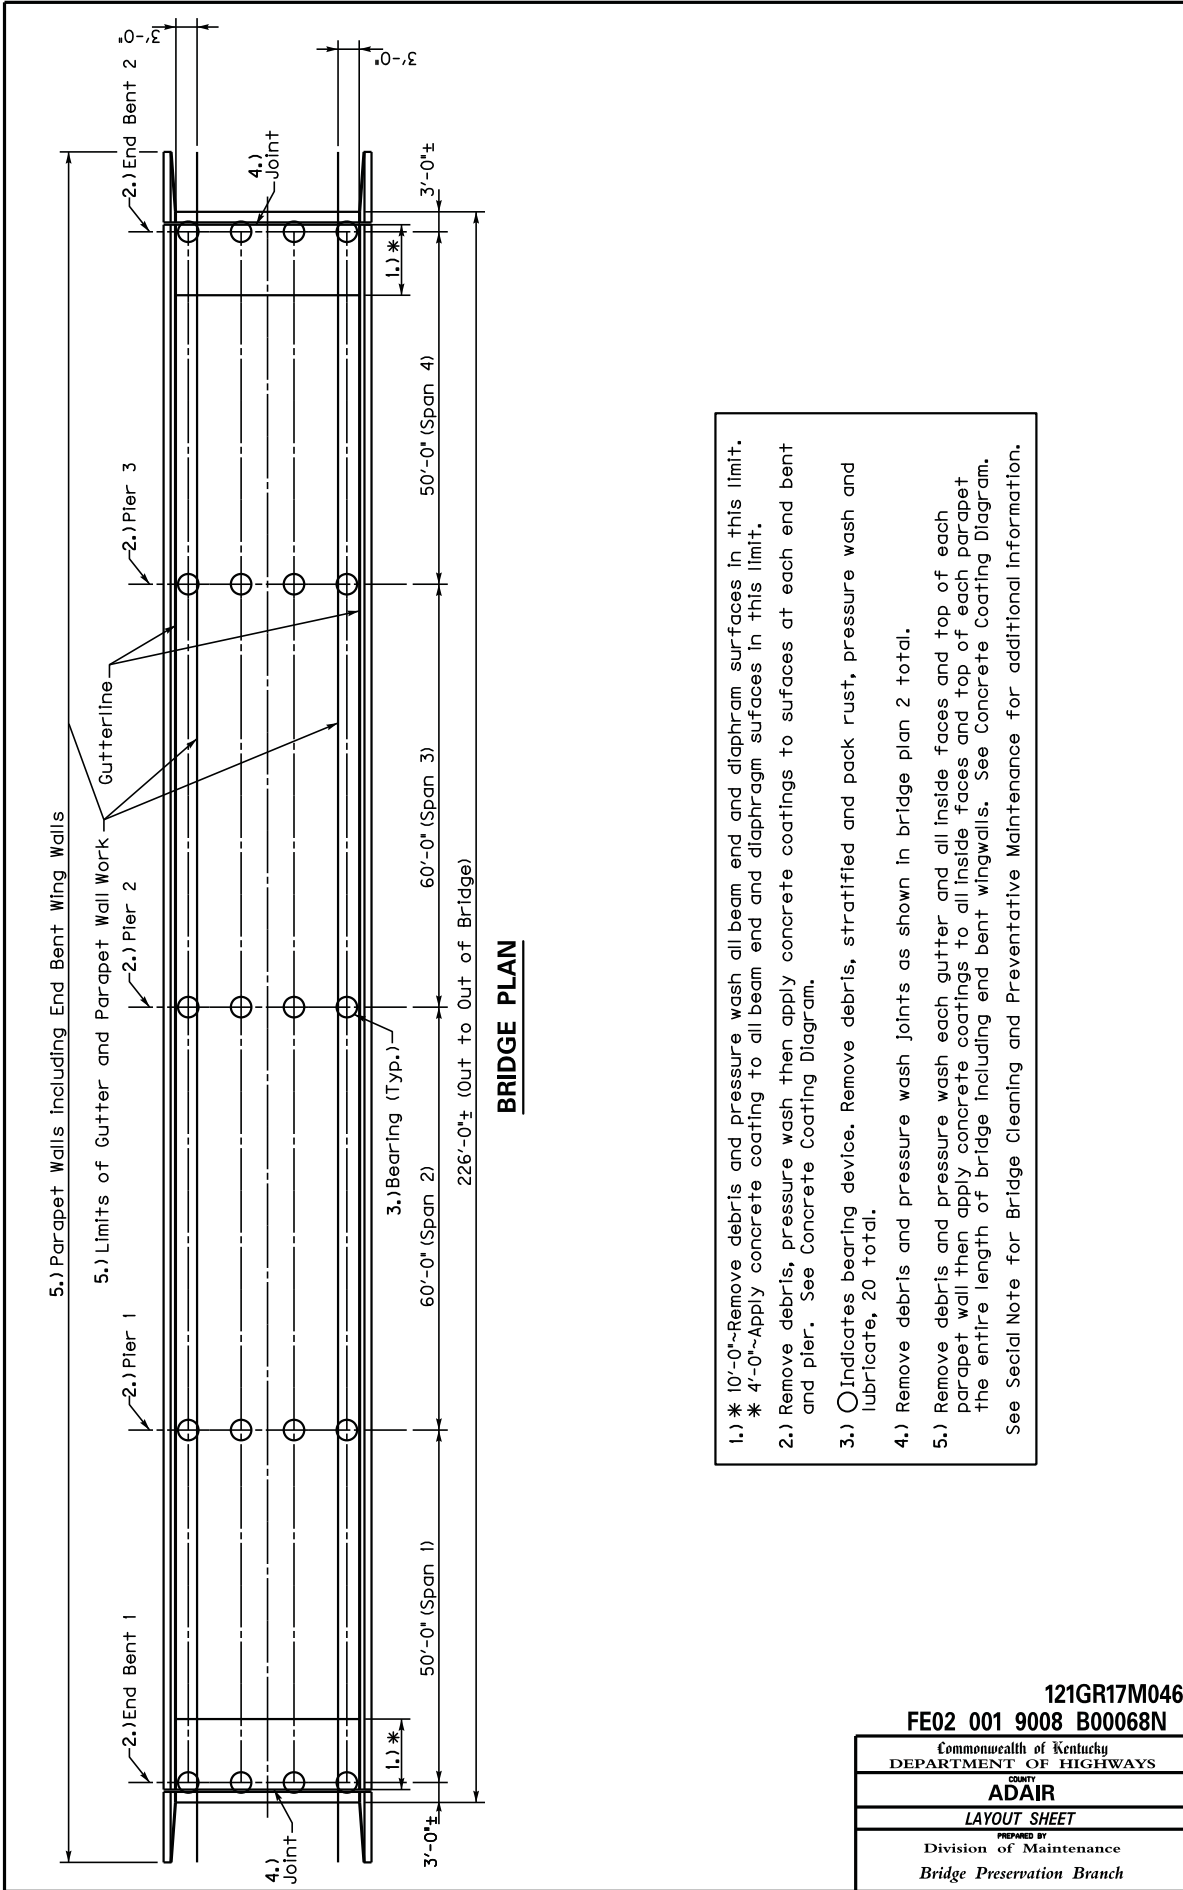 5.) Parapet Walls including End Bent Wing Walls
5.) Limits of Gutter and Parapet Wall Work
Gutterline
2.) End Bent 1
2.) Pier 1
2.) Pier 2
2.) Pier 3
2.) End Bent 2
3'-0"
3'-0"
4.)
Joint
4.)
Joint
1.) *
1.) *
3.) Bearing (Typ.)
3'-0"±
50'-0" (Span 1)
60'-0" (Span 2)
60'-0" (Span 3)
50'-0" (Span 4)
3'-0"±
226'-0"± (Out to Out of Bridge)
BRIDGE PLAN
1.) * 10'-0"~Remove debris and pressure wash all beam end and diaphram surfaces in this limit.
* 4'-0"~Apply concrete coating to all beam end and diaphragm sufaces in this limit.
2.) Remove debris, pressure wash then apply concrete coatings to sufaces at each end bent
and pier. See Concrete Coating Diagram.
3.) ○ Indicates bearing device. Remove debris, stratified and pack rust, pressure wash and
lubricate, 20 total.
4.) Remove debris and pressure wash joints as shown in bridge plan 2 total.
5.) Remove debris and pressure wash each gutter and all inside faces and top of each
parapet wall then apply concrete coatings to all inside faces and top of each parapet
the entire length of bridge including end bent wingwalls. See Concrete Coating Diagram.
See Secial Note for Bridge Cleaning and Preventative Maintenance for additional information.
121GR17M046
FE02 001 9008 B00068N
Commonwealth of Kentucky
DEPARTMENT OF HIGHWAYS
COUNTY
ADAIR
LAYOUT SHEET
PREPARED BY
Division of Maintenance
Bridge Preservation Branch